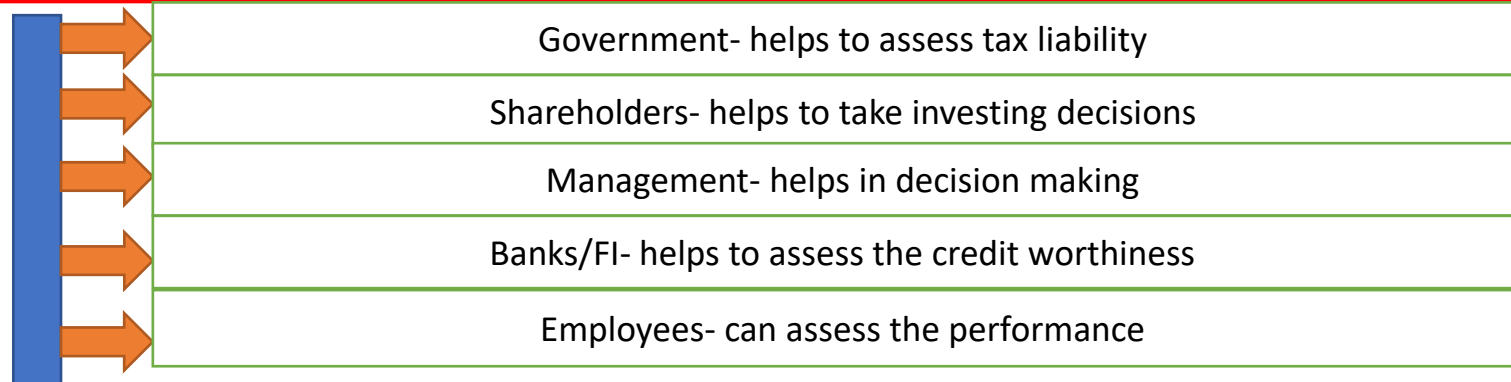 Government- helps to assess tax liability
Shareholders- helps to take investing decisions
Management- helps in decision making
Banks/FI- helps to assess the credit worthiness
Employees- can assess the performance